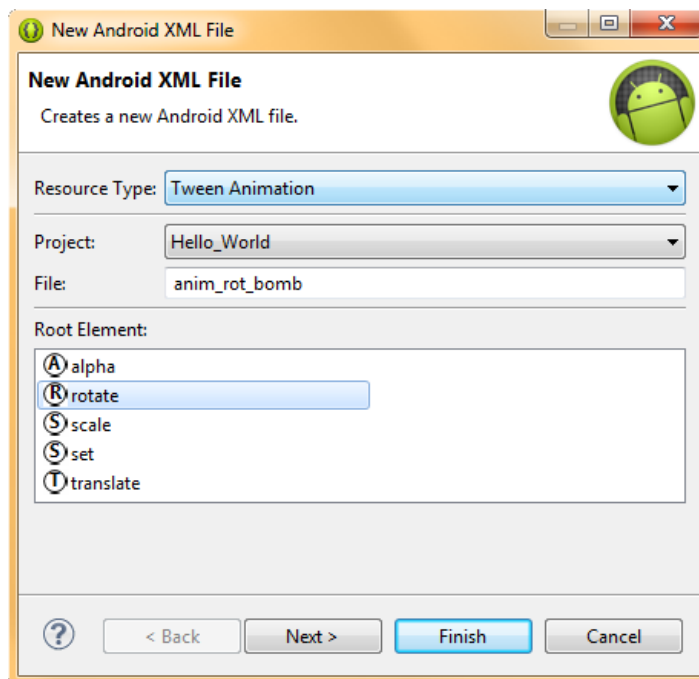 New Android XML File
New Android XML File
Creates a new Android XML file.
Resource Type: Tween Animation
Project: Hello_World
File: anim_rot_bomb
Root Element:
A alpha
R rotate
S scale
S set
T translate
? < Back Next > Finish Cancel